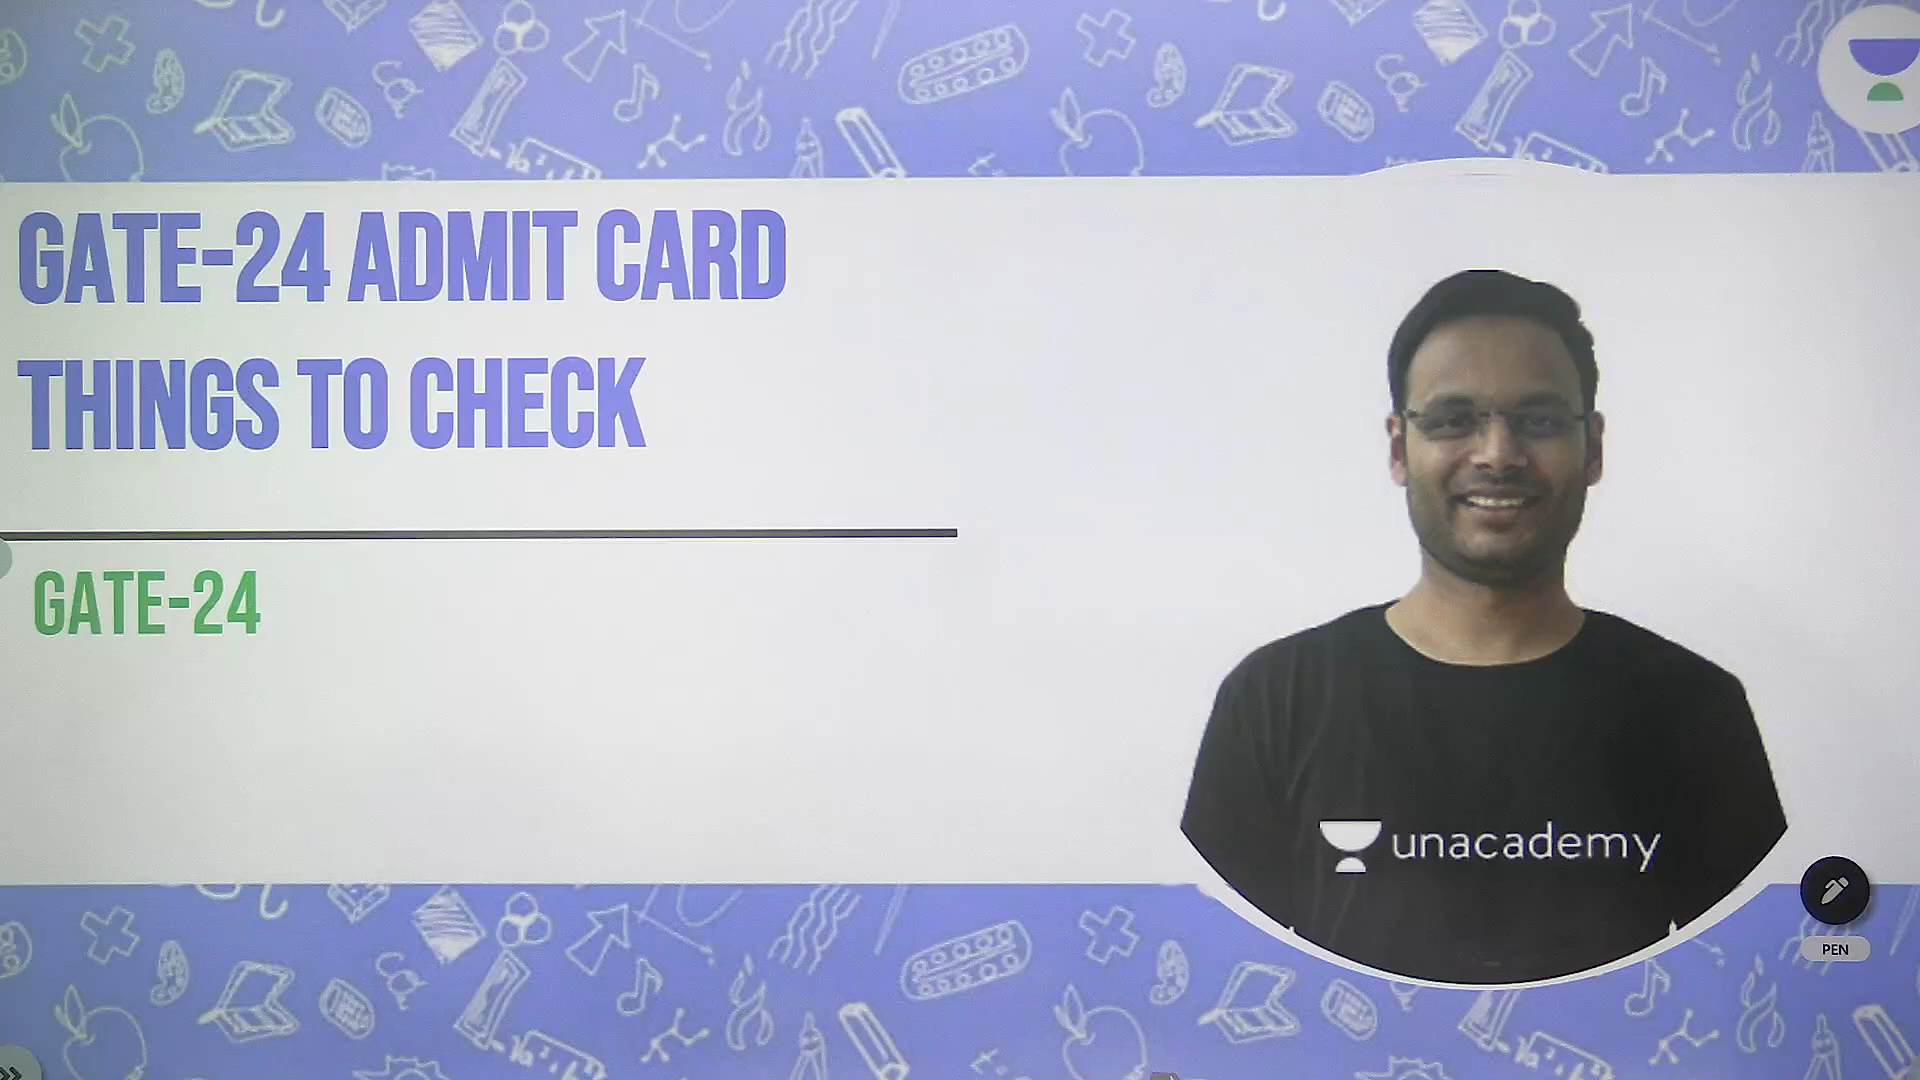 GATE-24 ADMIT CARD
THINGS TO CHECK
GATE-24
unacademy
PEN